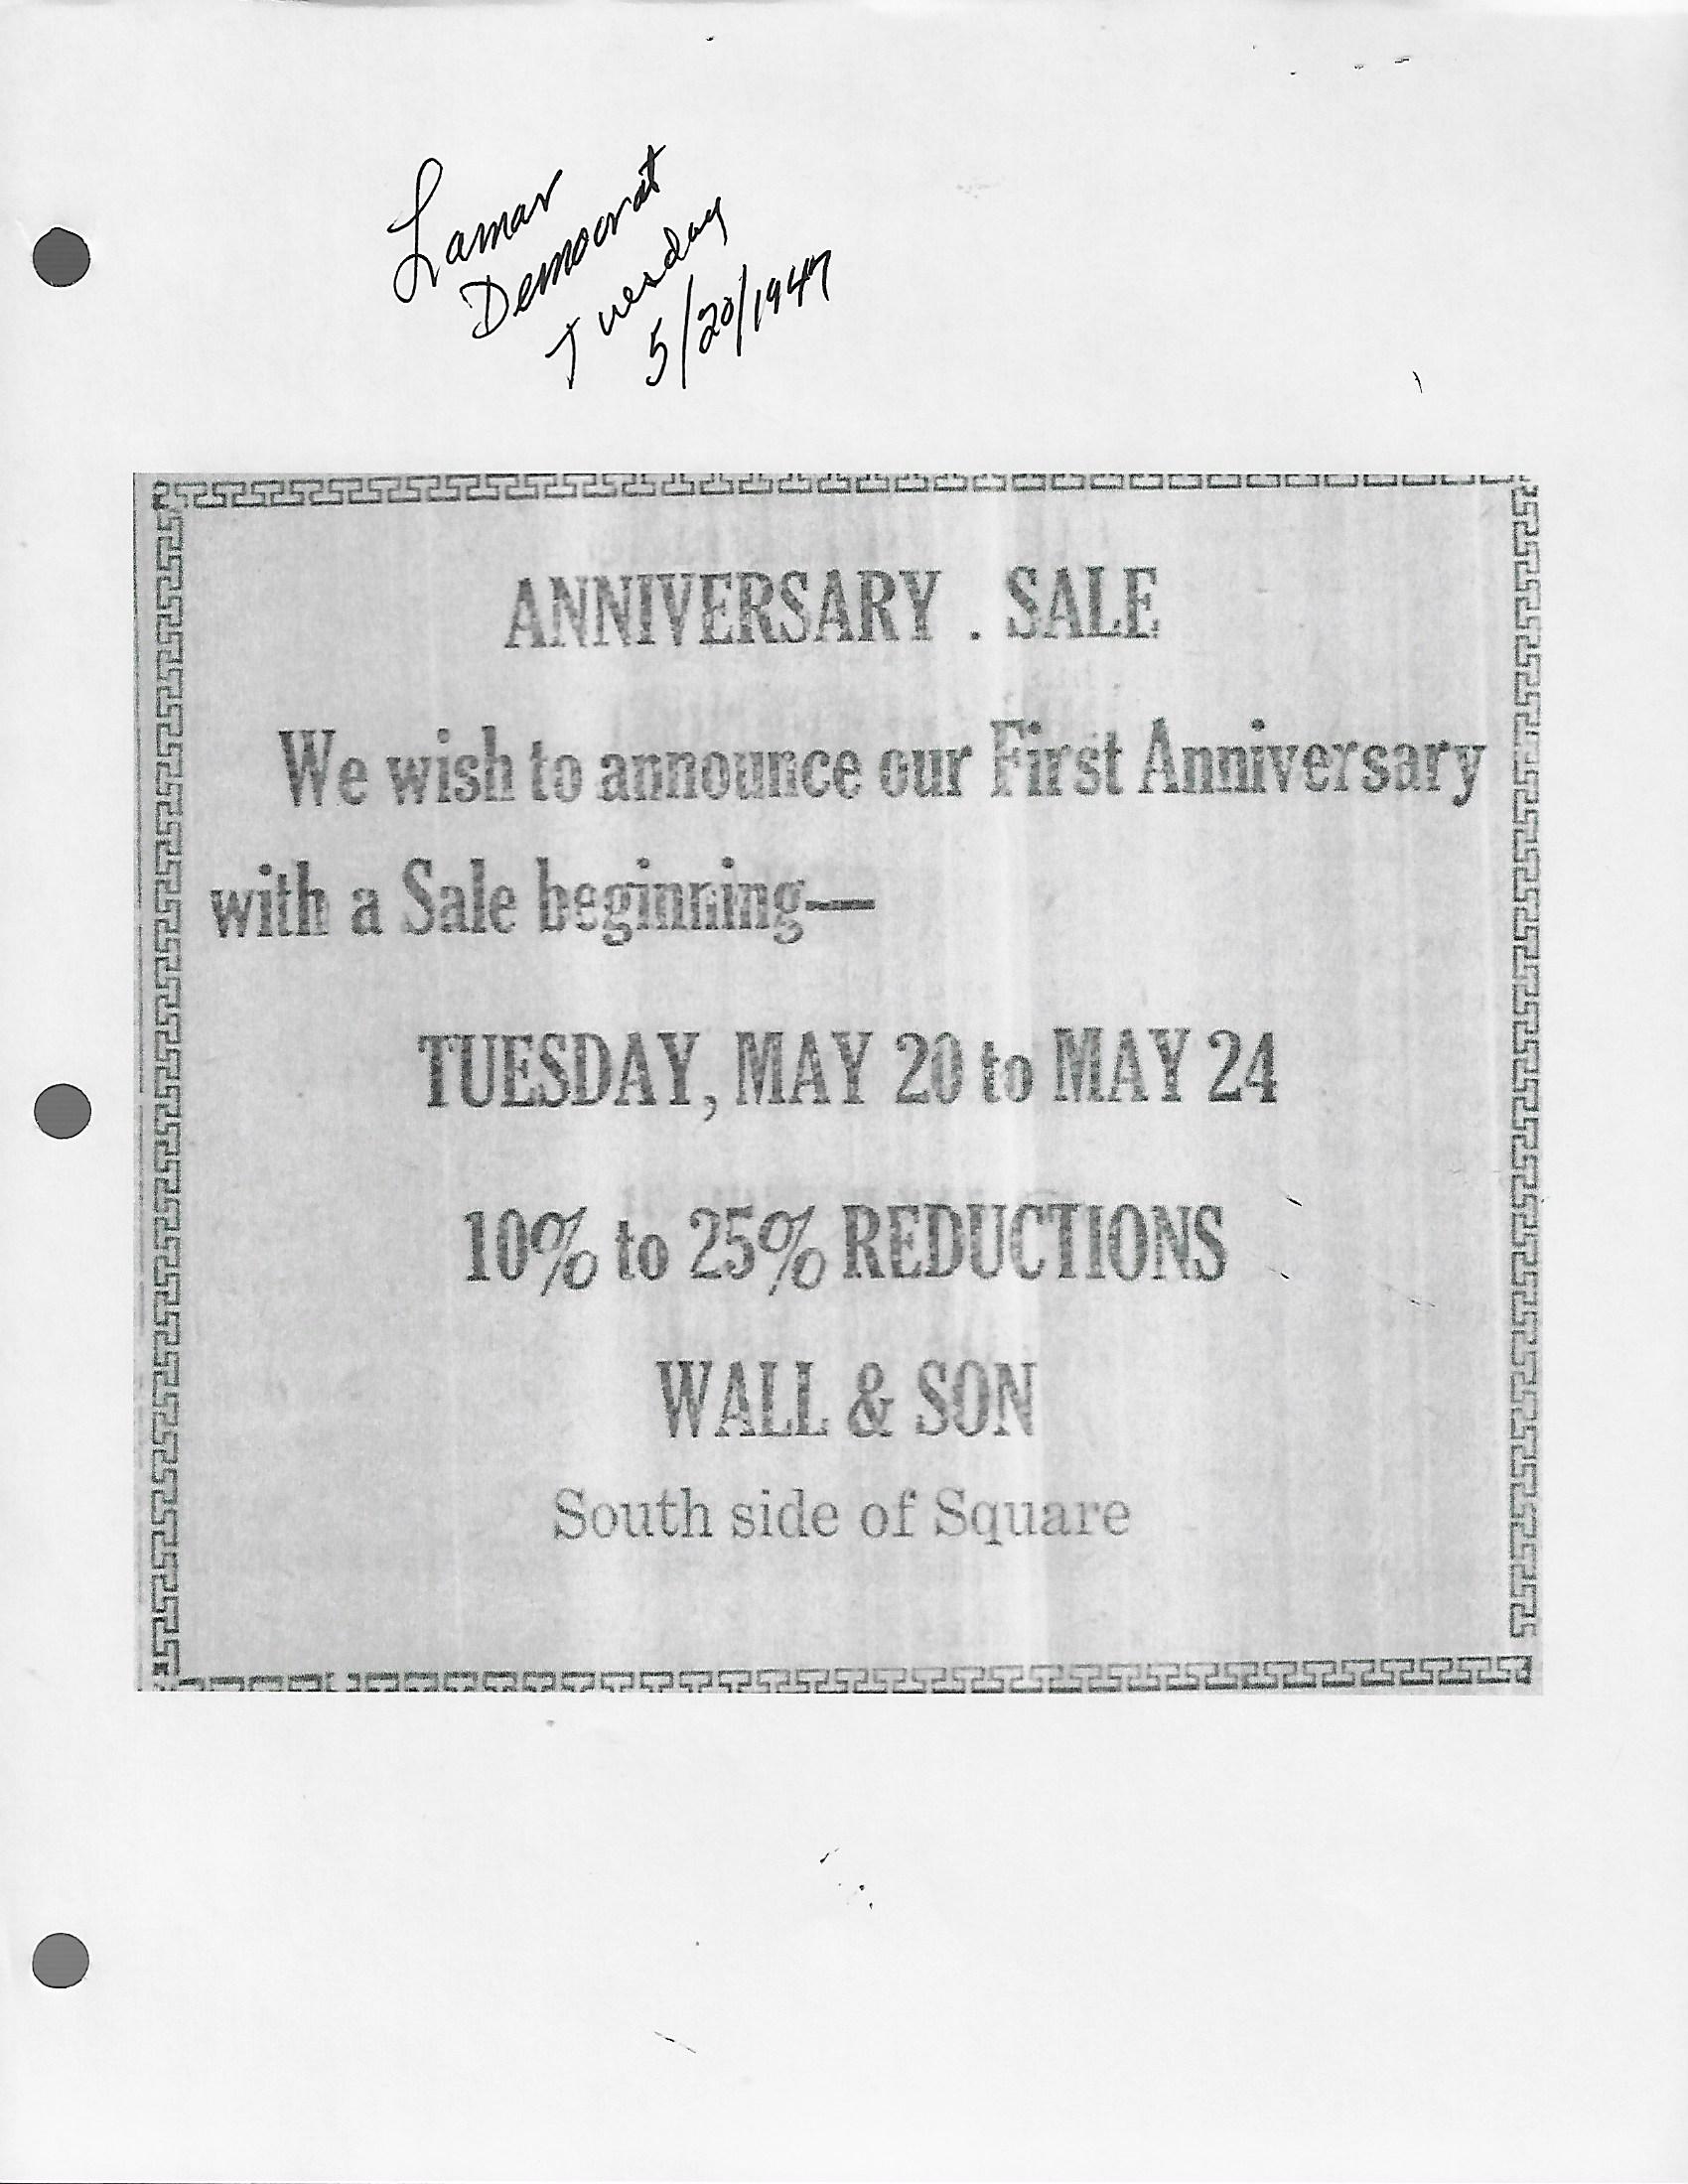 Lamar
Democrat
Tuesday
5/20/1947
ANNIVERSARY . SALE
We wish to announce our First Anniversary
with a Sale beginning—
TUESDAY, MAY 20 to MAY 24
10% to 25% REDUCTIONS
WALL & SON
South side of Square